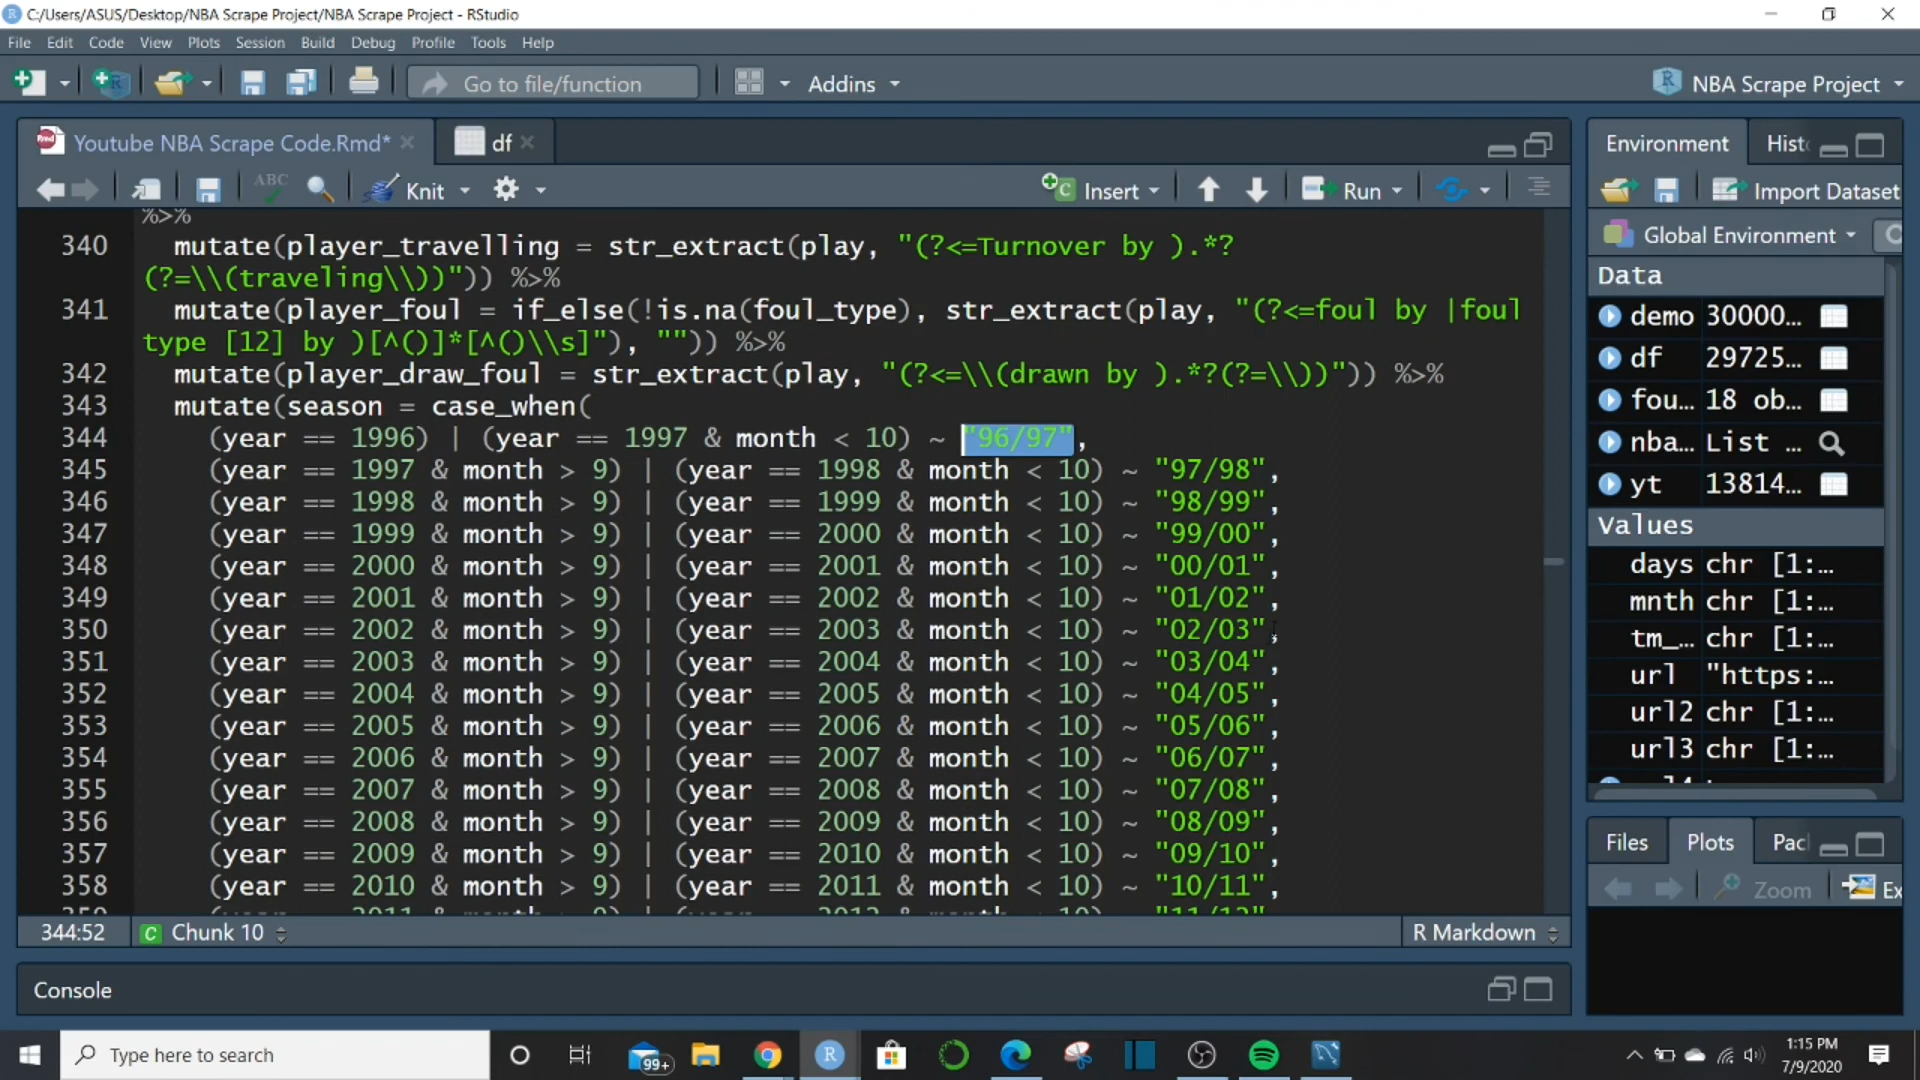 C:/Users/ASUS/Desktop/NBA Scrape Project/NBA Scrape Project - RStudio
File Edit Code View Plots Session Build Debug Profile Tools Help
Go to file/function Addins NBA Scrape Project
Youtube NBA Scrape Code.Rmd* df
ABC Knit Insert Run
%>%
340 mutate(player_travelling = str_extract(play, "(?<=Turnover by ).*?
(?=\\(traveling\\))")) %>%
341 mutate(player_foul = if_else(!is.na(foul_type), str_extract(play, "(?<=foul by |foul
type [12] by )[^()]*[^()\\s]"), "")) %>%
342 mutate(player_draw_foul = str_extract(play, "(?<=\\(drawn by ).*?(?=\\))")) %>%
343 mutate(season = case_when(
344 (year == 1996) | (year == 1997 & month < 10) ~ "96/97",
345 (year == 1997 & month > 9) | (year == 1998 & month < 10) ~ "97/98",
346 (year == 1998 & month > 9) | (year == 1999 & month < 10) ~ "98/99",
347 (year == 1999 & month > 9) | (year == 2000 & month < 10) ~ "99/00",
348 (year == 2000 & month > 9) | (year == 2001 & month < 10) ~ "00/01",
349 (year == 2001 & month > 9) | (year == 2002 & month < 10) ~ "01/02",
350 (year == 2002 & month > 9) | (year == 2003 & month < 10) ~ "02/03",
351 (year == 2003 & month > 9) | (year == 2004 & month < 10) ~ "03/04",
352 (year == 2004 & month > 9) | (year == 2005 & month < 10) ~ "04/05",
353 (year == 2005 & month > 9) | (year == 2006 & month < 10) ~ "05/06",
354 (year == 2006 & month > 9) | (year == 2007 & month < 10) ~ "06/07",
355 (year == 2007 & month > 9) | (year == 2008 & month < 10) ~ "07/08",
356 (year == 2008 & month > 9) | (year == 2009 & month < 10) ~ "08/09",
357 (year == 2009 & month > 9) | (year == 2010 & month < 10) ~ "09/10",
358 (year == 2010 & month > 9) | (year == 2011 & month < 10) ~ "10/11",
344:52 Chunk 10 R Markdown
Console
Environment Histo
Import Dataset
Global Environment
Data
demo 30000...
df 29725...
fou... 18 ob...
nba... List ...
yt 13814...
Values
days chr [1:...
mnth chr [1:...
tm_... chr [1:...
url "https:...
url2 chr [1:...
url3 chr [1:...
Files Plots Pac
Zoom Ex
Type here to search 99+ 1:15 PM
7/9/2020